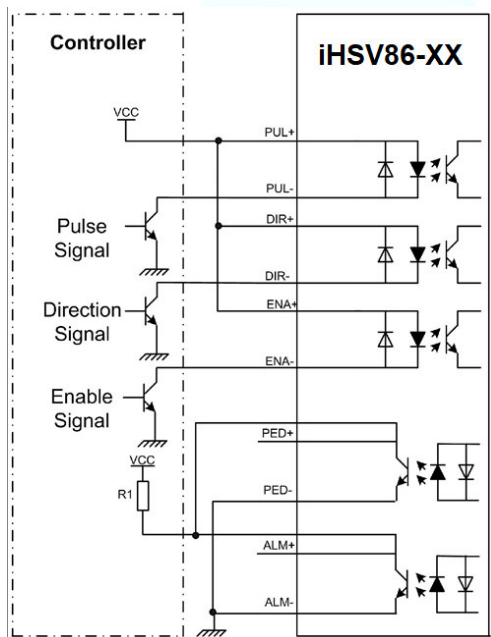 Controller
iHSV86-XX
VCC
PUL+
PUL-
Pulse
Signal
DIR+
DIR-
Direction
Signal
ENA+
ENA-
Enable
Signal
PED+
VCC
R1
PED-
ALM+
ALM-